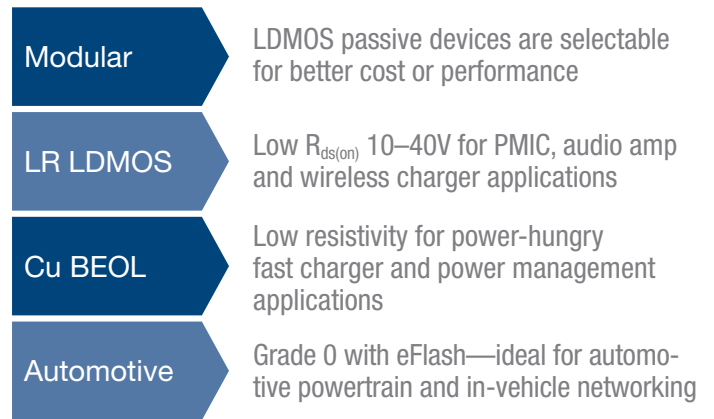 Modular
LDMOS passive devices are selectable
for better cost or performance
LR LDMOS
Low Rds(on) 10–40V for PMIC, audio amp
and wireless charger applications
Cu BEOL
Low resistivity for power-hungry
fast charger and power management
applications
Automotive
Grade 0 with eFlash—ideal for automo-
tive powertrain and in-vehicle networking